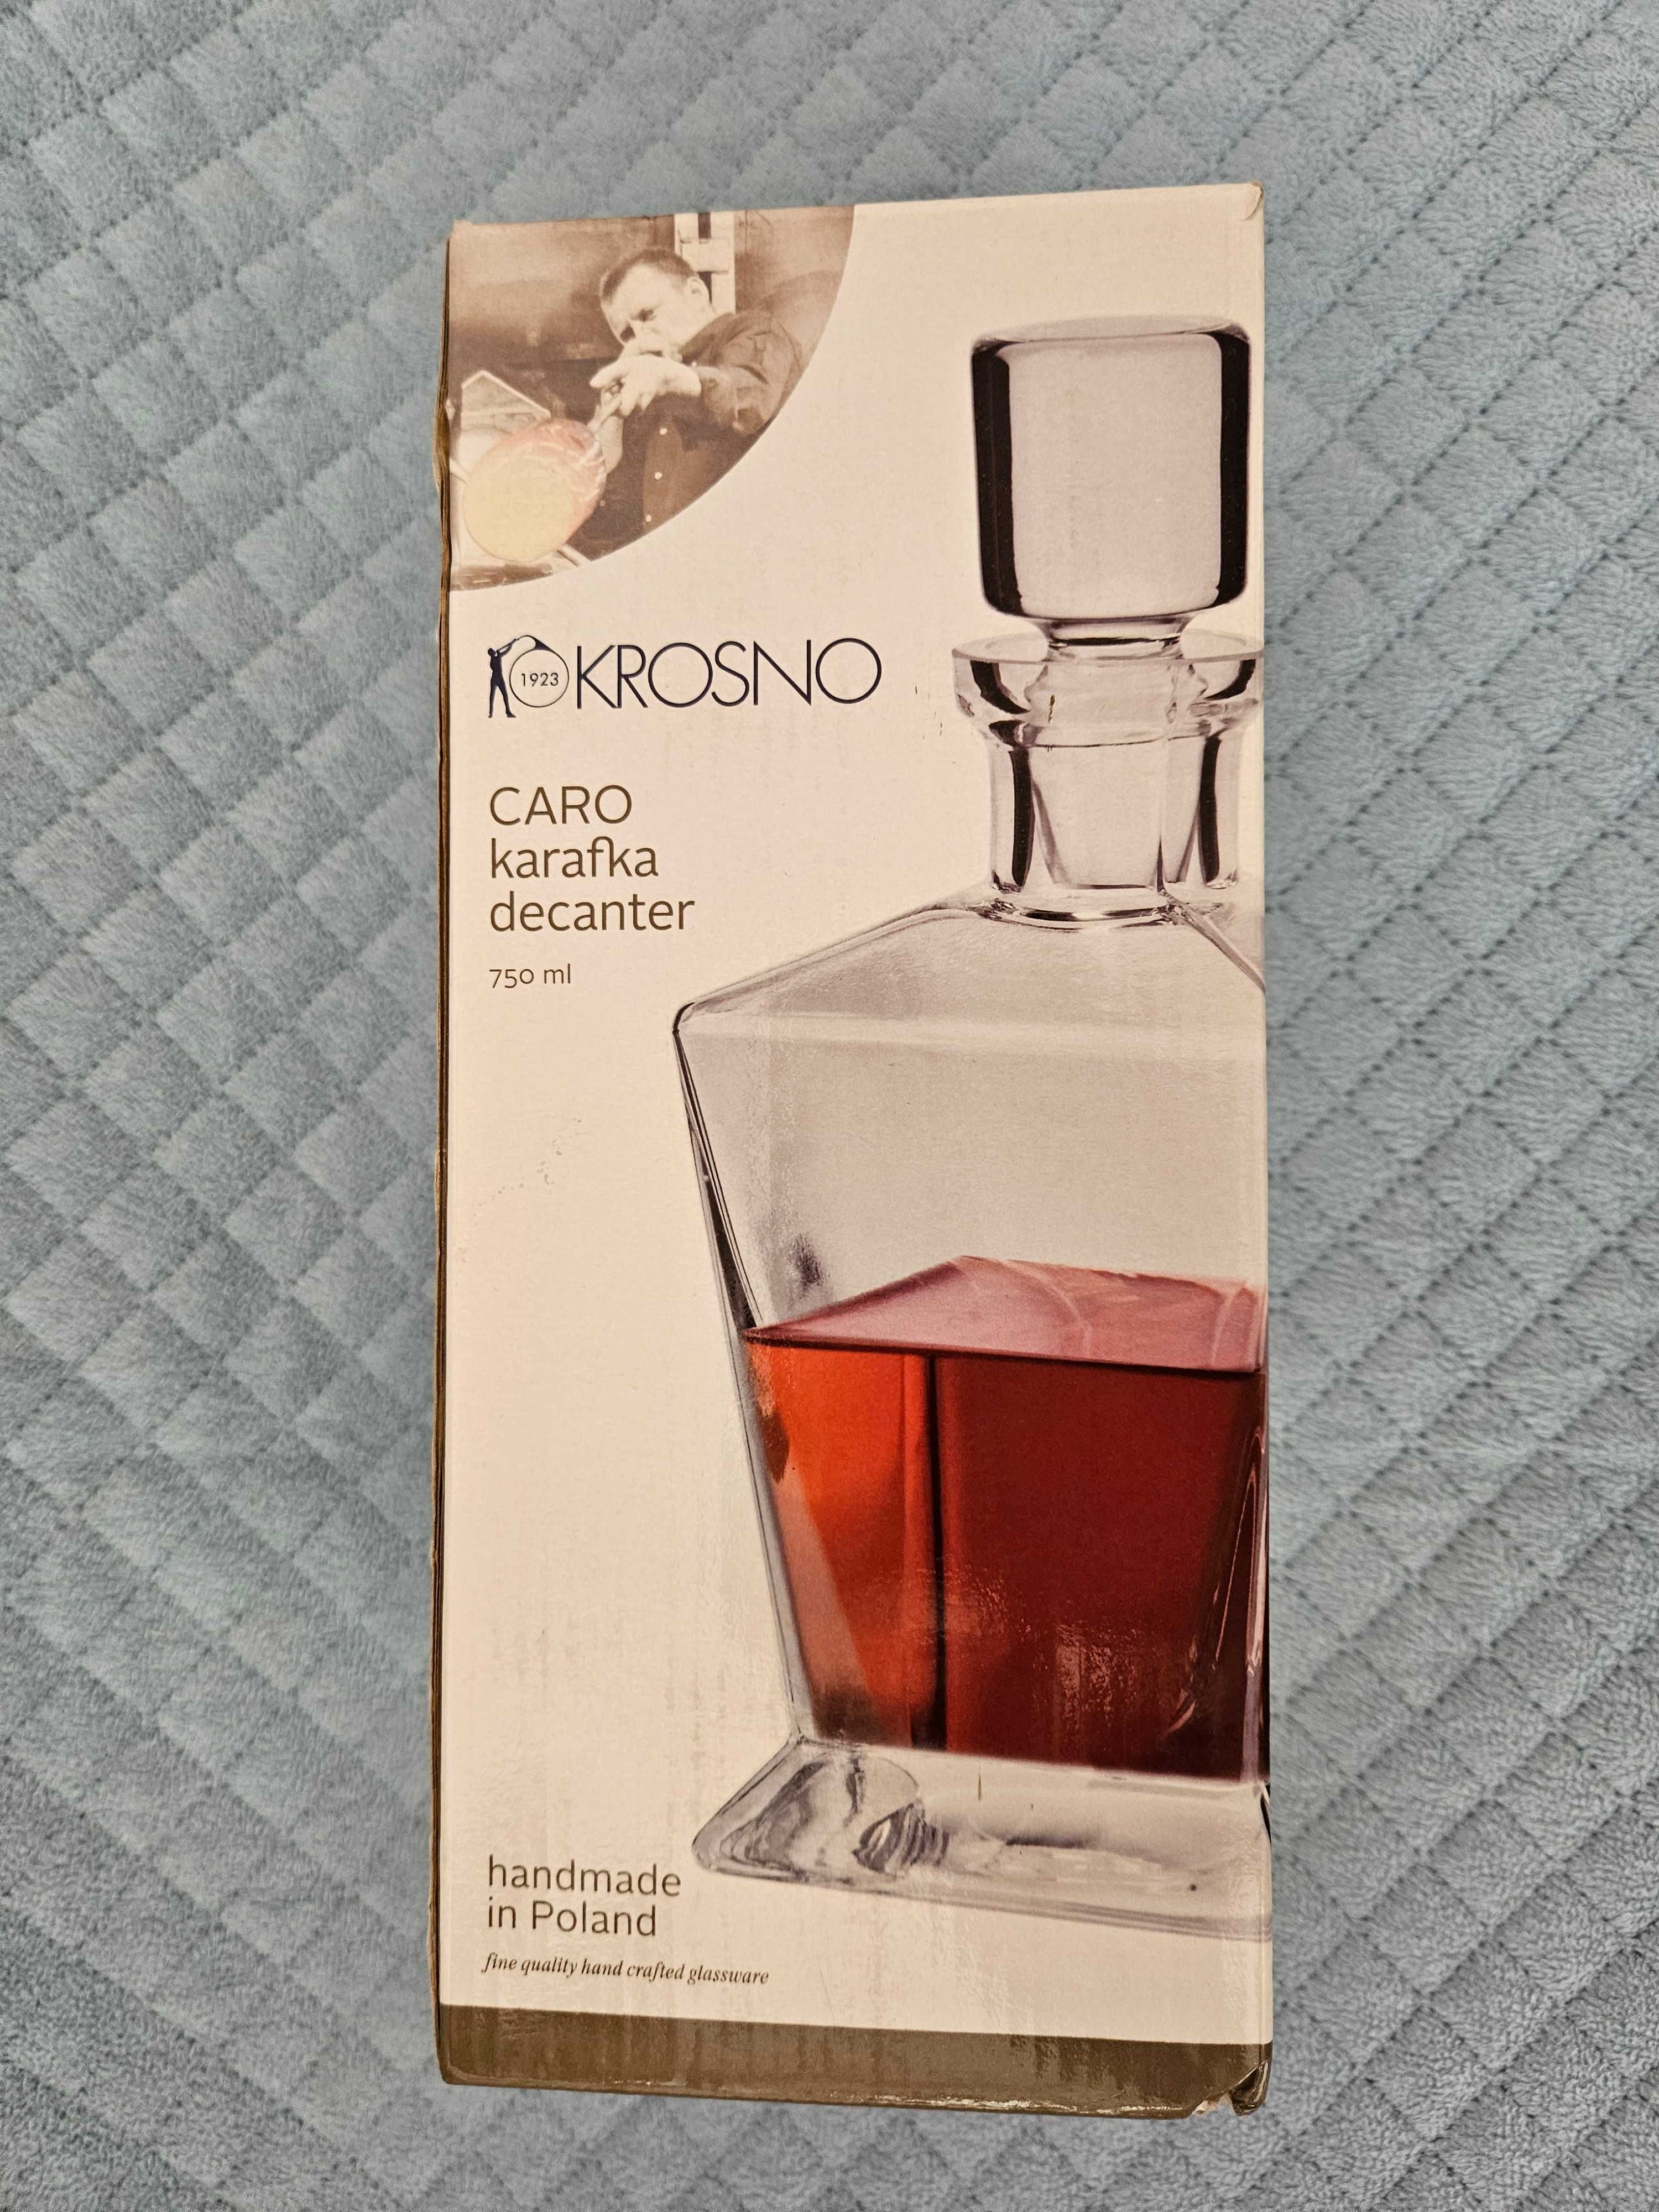 1923 KROSNO
CARO
karafka
decanter
750 ml
handmade
in Poland
fine quality hand crafted glassware